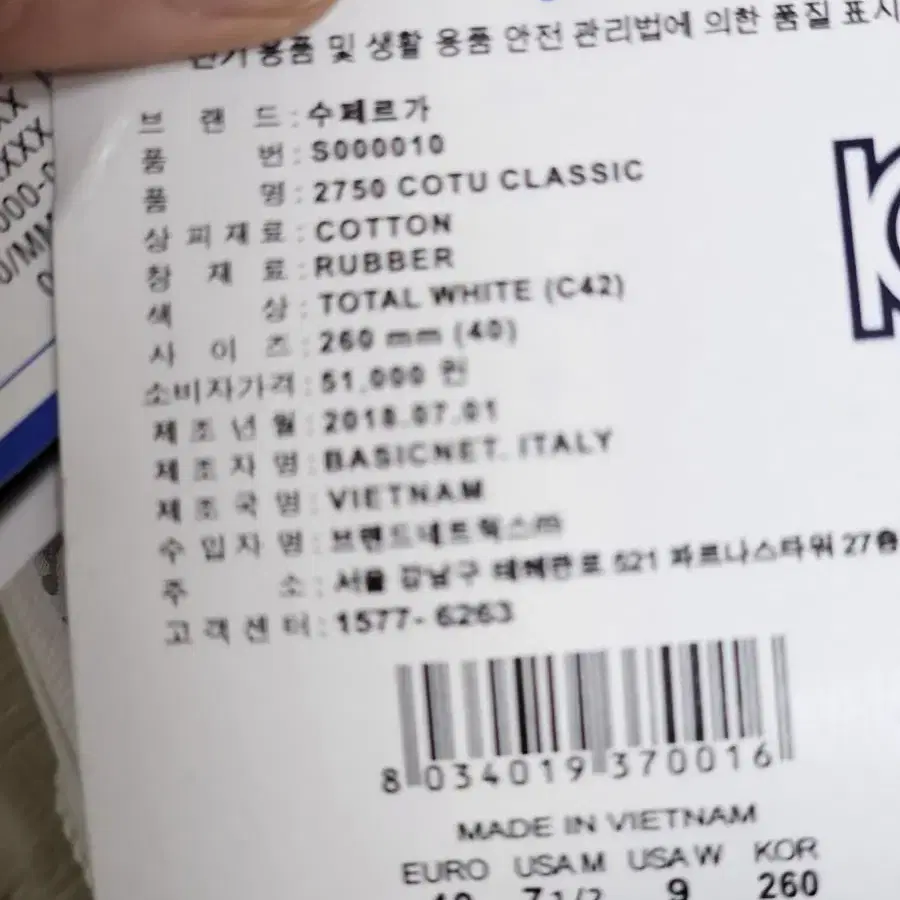 전기 용품 및 생활 용품 안전 관리법에 의한 품질 표시
브 랜 드 : 수페르가
품 번 : S000010
품 명 : 2750 COTU CLASSIC
상 피 재 료 : COTTON
창 재 료 : RUBBER
색 상 : TOTAL WHITE (C42)
사 이 즈 : 260 mm (40)
소비자가격 : 51,000 원
제 조 년 월 : 2018.07.01
제 조 자 명 : BASICNET. ITALY
제 조 국 명 : VIETNAM
수 입 자 명 : 브랜드네트웍스㈜
주 소 : 서울 강남구 테헤란로 521 파르나스타워 27층
고 객 센 터 : 1577- 6263
8 034019 370016
MADE IN VIETNAM
EURO USA M USA W KOR
40 7 1/2 9 260